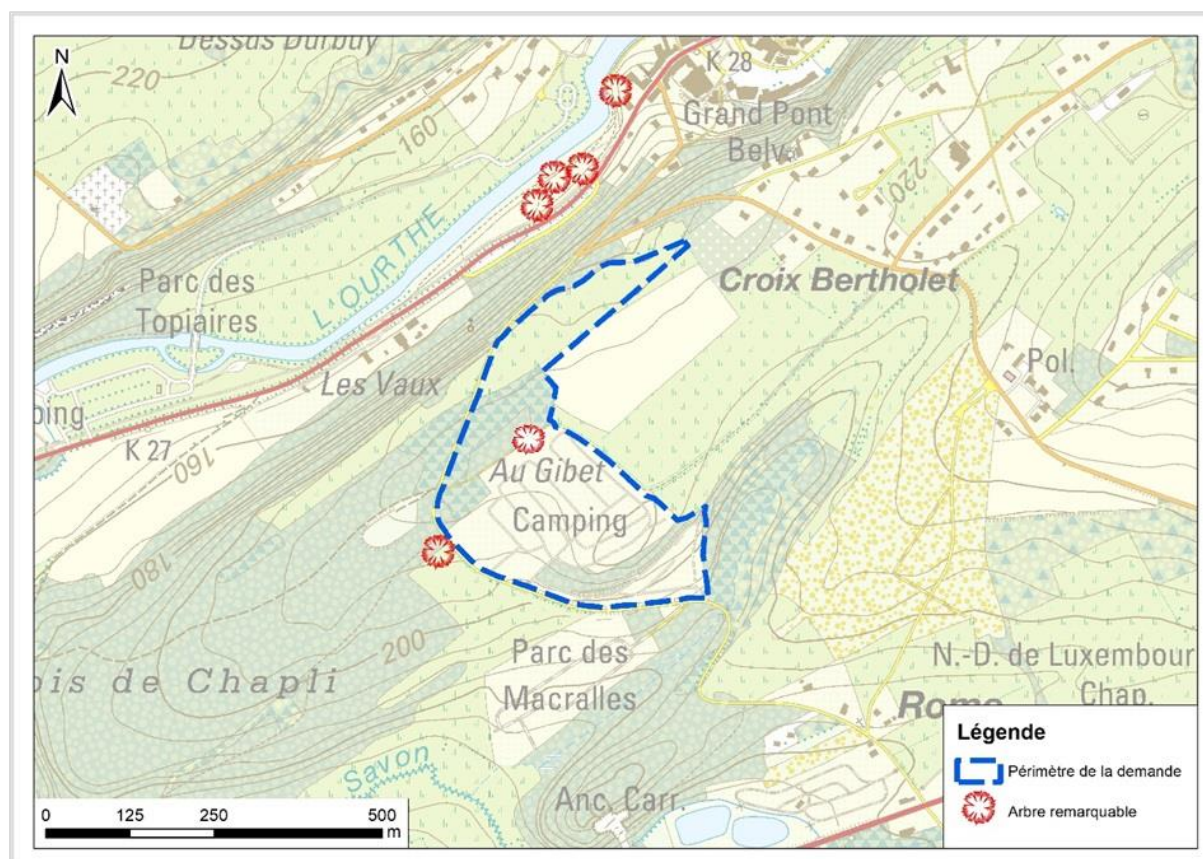 N
Dessus Durbuy
220
160
K 28
Grand Pont
Belv.
220
L'OURTHE
Parc des
Topiaires
Croix Bertholet
Les Vaux
Pol.
K 27
160
Au Gibet
Camping
180
200
Parc des
Macralles
N.-D. de Luxembour
Chap.
ois de Chapli
Rome
Savon
Anc. Carr.
Légende
Périmètre de la demande
Arbre remarquable
0 125 250 500
m